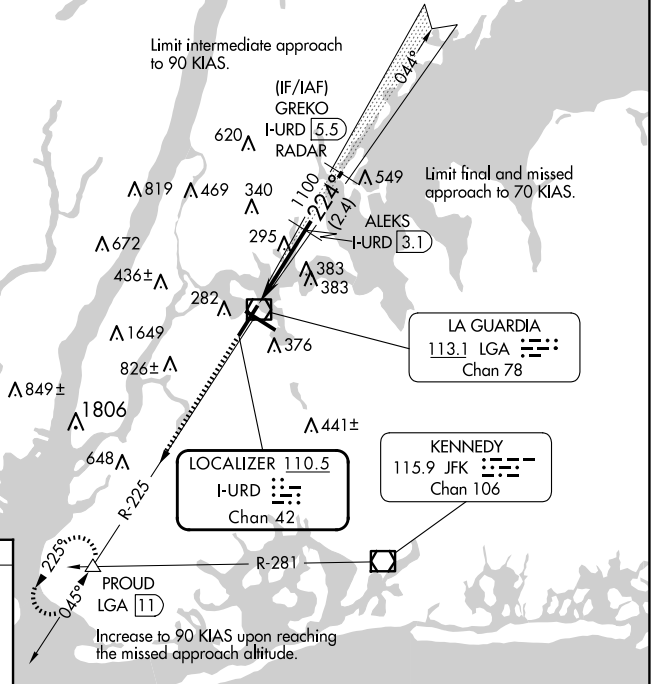 Limit intermediate approach
to 90 KIAS.
044°
(IF/IAF)
GREKO
I-URD 5.5
RADAR
620
549
Limit final and missed
approach to 70 KIAS.
819
469
340
1100
224°
(2.4)
ALEKS
I-URD 3.1
295
672
383
383
436±
282
LA GUARDIA
113.1 LGA
Chan 78
1649
376
826±
849±
1806
441±
648
LOCALIZER 110.5
I-URD
Chan 42
KENNEDY
115.9 JFK
Chan 106
R-225
R-281
225°
045°
PROUD
LGA 11
Increase to 90 KIAS upon reaching
the missed approach altitude.